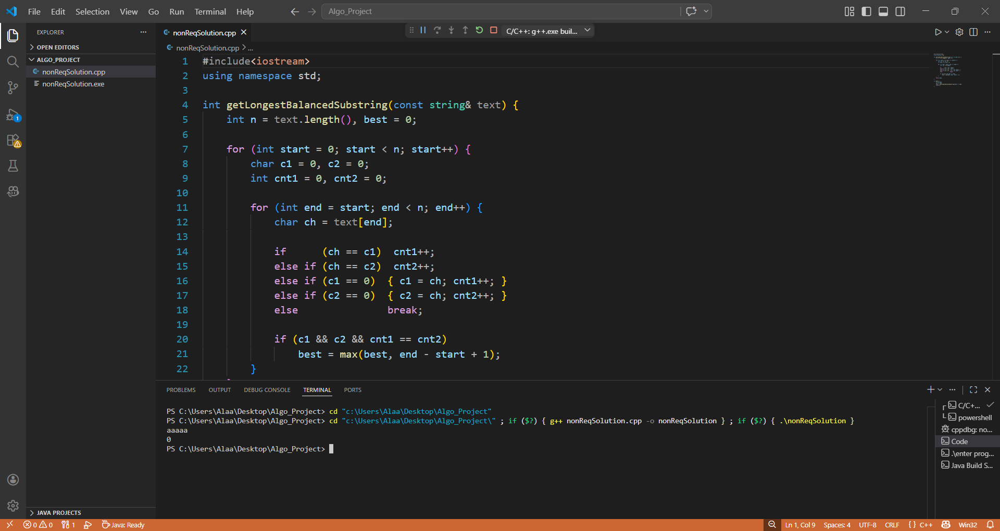 File Edit Selection View Go Run Terminal Help
Algo_Project
EXPLORER
OPEN EDITORS
ALGO_PROJECT
nonReqSolution.cpp
nonReqSolution.exe
JAVA PROJECTS
nonReqSolution.cpp
C/C++: g++.exe buil...
nonReqSolution.cpp > ...
1 #include<iostream>
2 using namespace std;
3
4 int getLongestBalancedSubstring(const string& text) {
5 int n = text.length(), best = 0;
6
7 for (int start = 0; start < n; start++) {
8 char c1 = 0, c2 = 0;
9 int cnt1 = 0, cnt2 = 0;
10
11 for (int end = start; end < n; end++) {
12 char ch = text[end];
13
14 if (ch == c1) cnt1++;
15 else if (ch == c2) cnt2++;
16 else if (c1 == 0) { c1 = ch; cnt1++; }
17 else if (c2 == 0) { c2 = ch; cnt2++; }
18 else break;
19
20 if (c1 && c2 && cnt1 == cnt2)
21 best = max(best, end - start + 1);
22 }
PROBLEMS OUTPUT DEBUG CONSOLE TERMINAL PORTS
PS C:\Users\Alaa\Desktop\Algo_Project> cd "c:\Users\Alaa\Desktop\Algo_Project"
PS C:\Users\Alaa\Desktop\Algo_Project> cd "c:\Users\Alaa\Desktop\Algo_Project\" ; if ($?) { g++ nonReqSolution.cpp -o nonReqSolution } ; if ($?) { .\nonReqSolution }
aaaaa
0
PS C:\Users\Alaa\Desktop\Algo_Project>
C/C+...
powershell
cppdbg: no...
Code
.\enter prog...
Java Build S...
1
0 0 1 Java: Ready
Ln 1, Col 9 Spaces: 4 UTF-8 CRLF {} C++ Win32